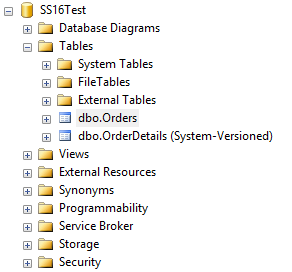 SS16Test
Database Diagrams
Tables
System Tables
FileTables
External Tables
dbo.Orders
dbo.OrderDetails (System-Versioned)
Views
External Resources
Synonyms
Programmability
Service Broker
Storage
Security